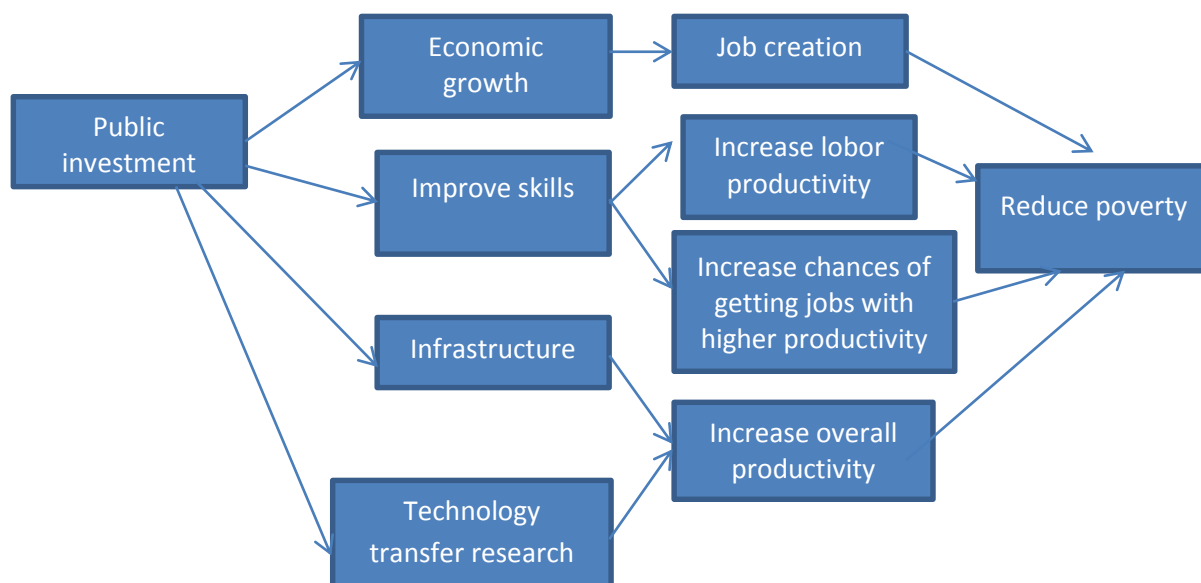 Public
investment
Economic
growth
Job creation
Improve skills
Increase lobor
productivity
Increase chances of
getting jobs with
higher productivity
Reduce poverty
Infrastructure
Increase overall
productivity
Technology
transfer research